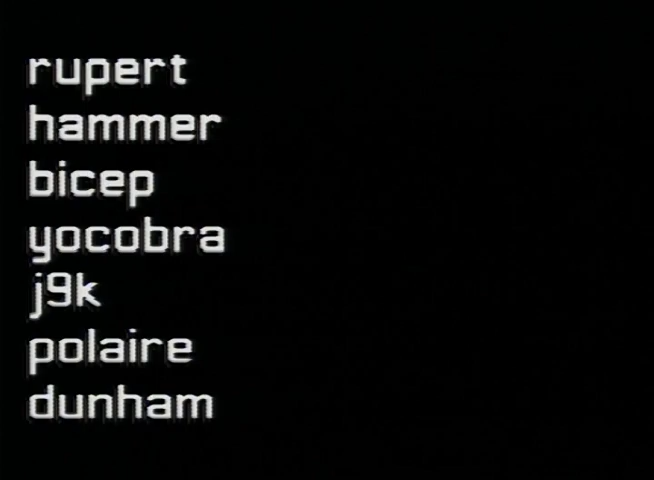 rupert
hammer
bicep
yocobra
j9k
polaire
dunham